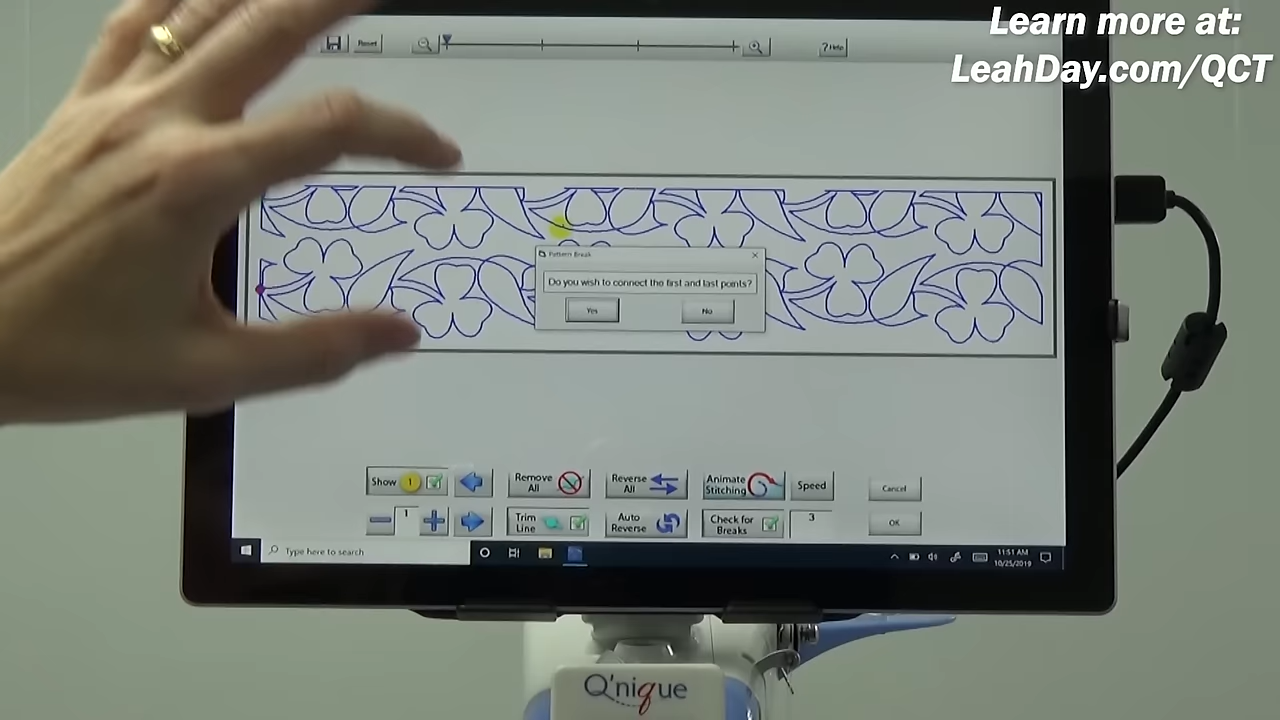 Learn more at:
LeahDay.com/QCT
Reset
?Help
Pattern Break
Do you wish to connect the first and last points?
Yes
No
Show 1
Remove All
Reverse All
Animate Stitching
Speed
Cancel
1
Trim Line
Auto Reverse
Check for Breaks
3
OK
Type here to search
11:51 AM
10/25/2019
Q'nique